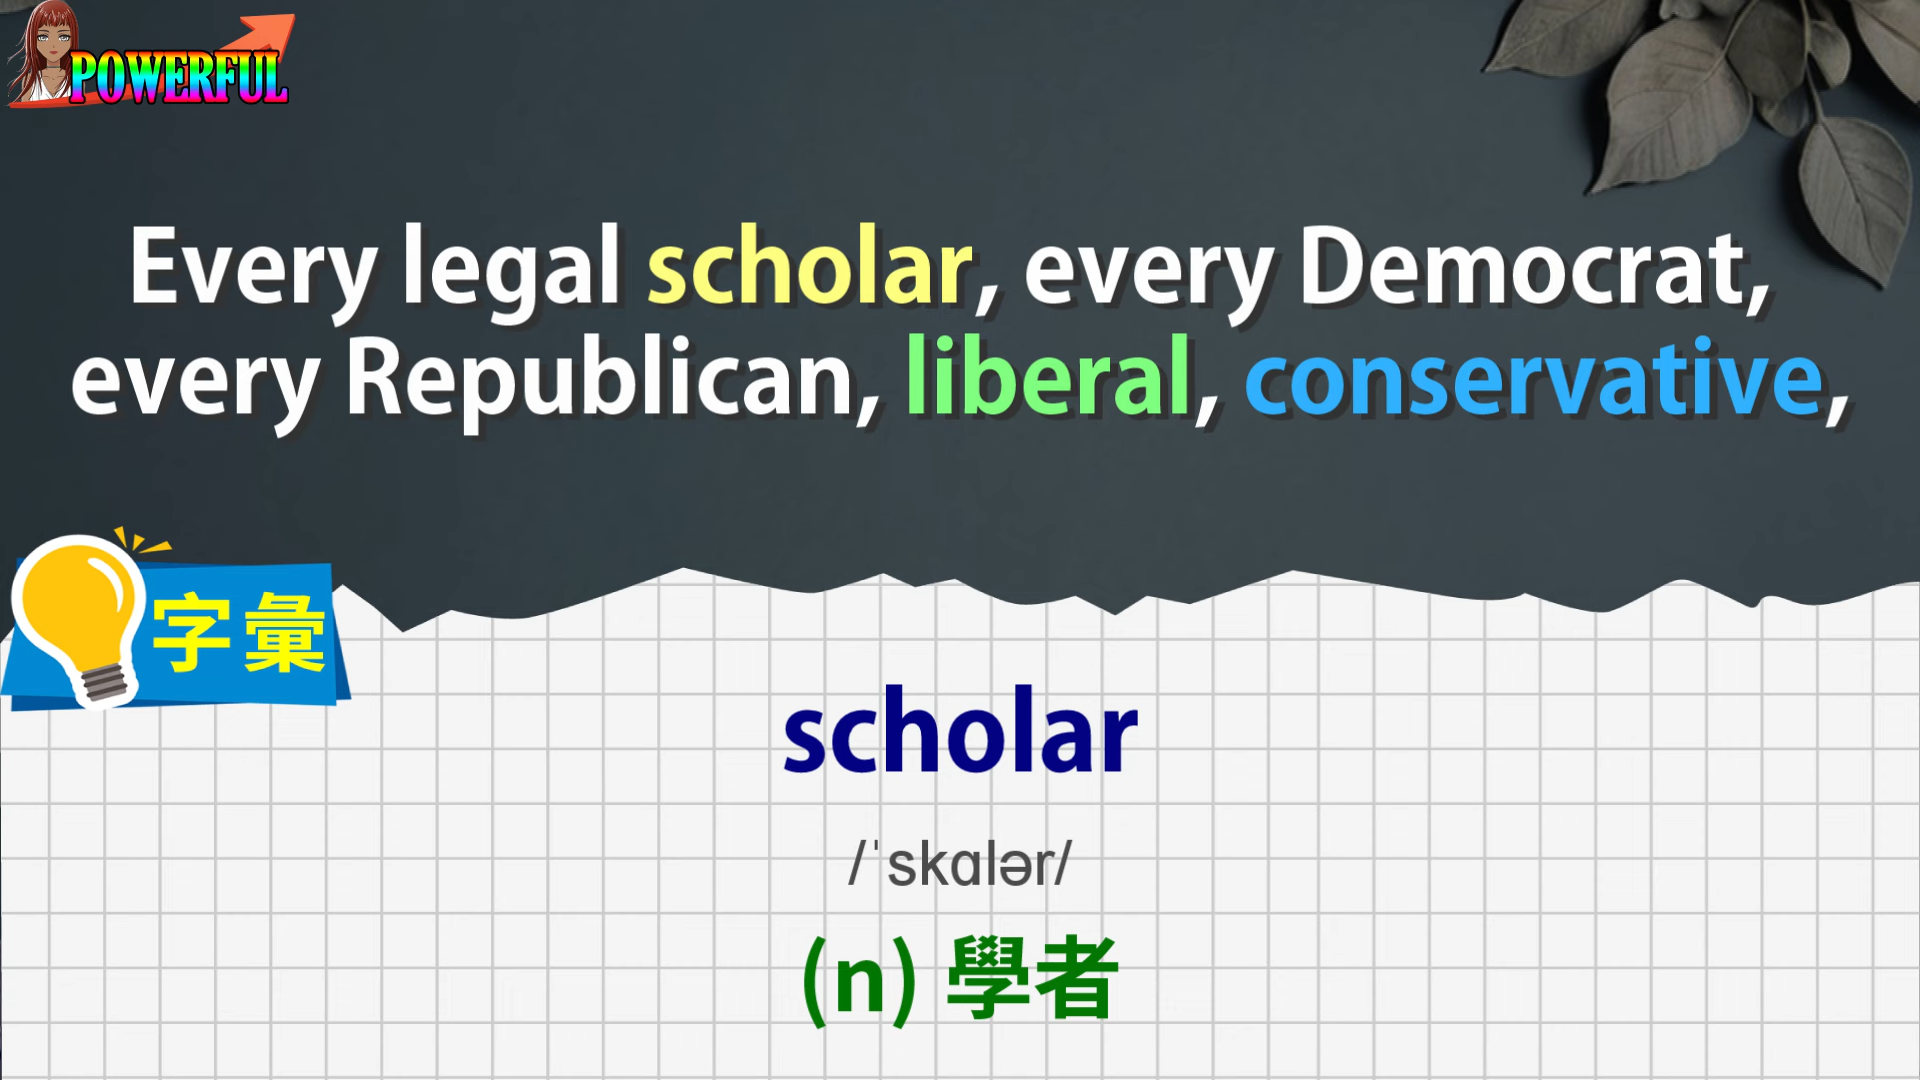 POWERFUL
Every legal scholar, every Democrat,
every Republican, liberal, conservative,
字彙
scholar
/ˈskɑlər/
(n) 學者